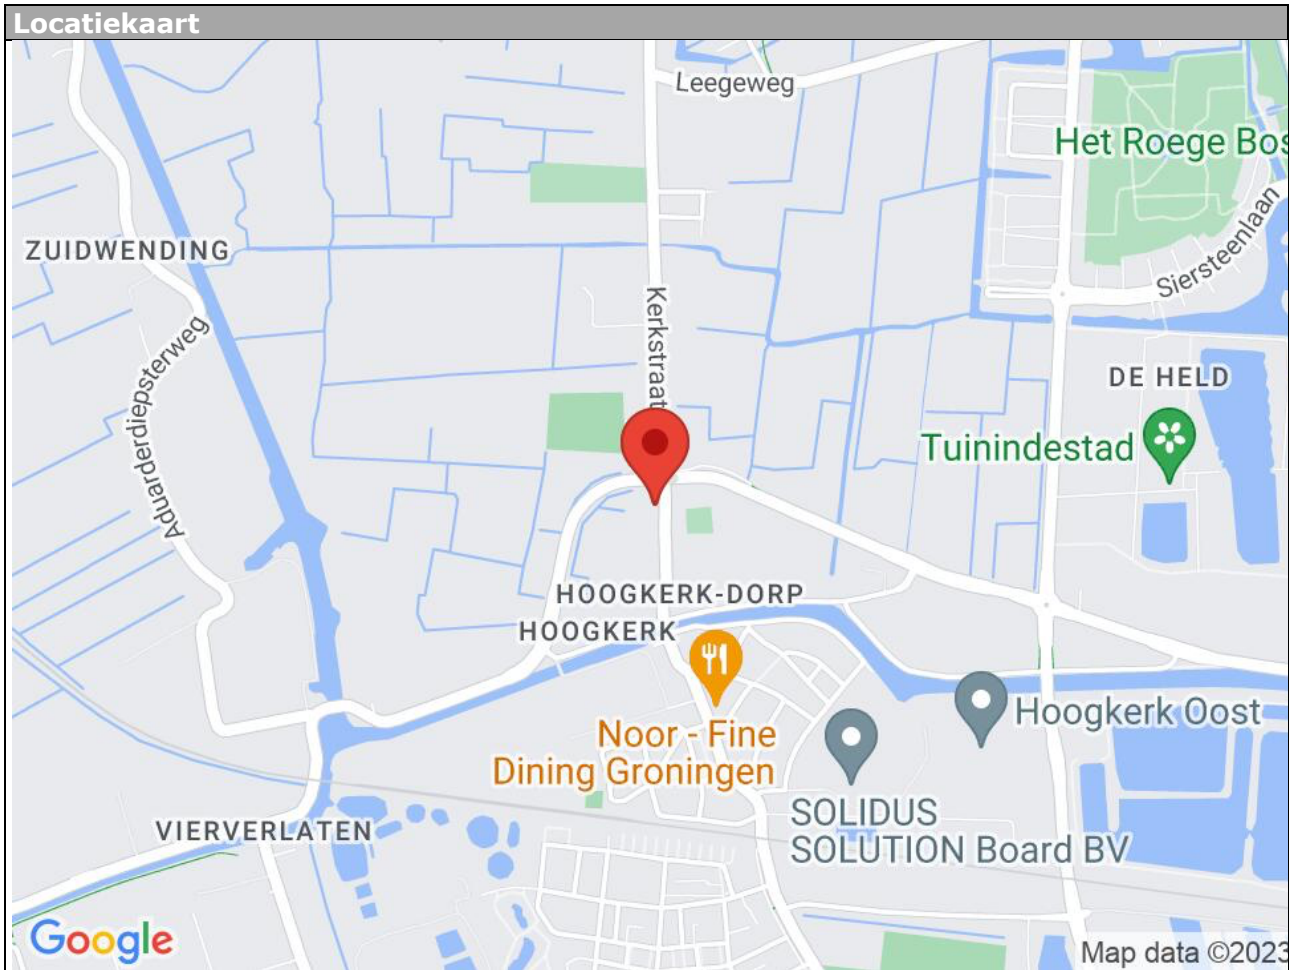 Locatiekaart
Leegeweg
Het Roege Bos
Siersteenlaan
ZUIDWENDING
Kerkstraat
Aduarderdiepsterweg
DE HELD
Tuinindestad
HOOGKERK-DORP
HOOGKERK
Noor - Fine
Dining Groningen
Hoogkerk Oost
SOLIDUS
SOLUTION Board BV
VIERVERLATEN
Google
Map data ©2023